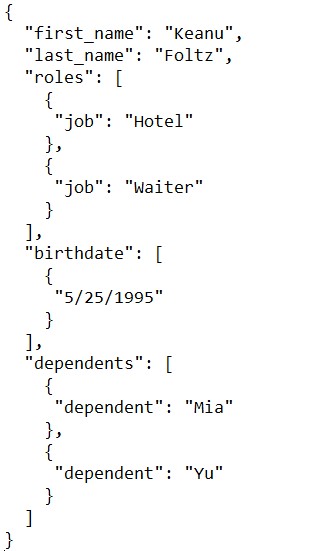 {
  "first_name": "Keanu",
  "last_name": "Foltz",
  "roles": [
    {
     "job": "Hotel"
    },
    {
     "job": "Waiter"
    }
  ],
  "birthdate": [
    {
     "5/25/1995"
    }
  ],
  "dependents": [
    {
     "dependent": "Mia"
    },
    {
     "dependent": "Yu"
    }
  ]
}